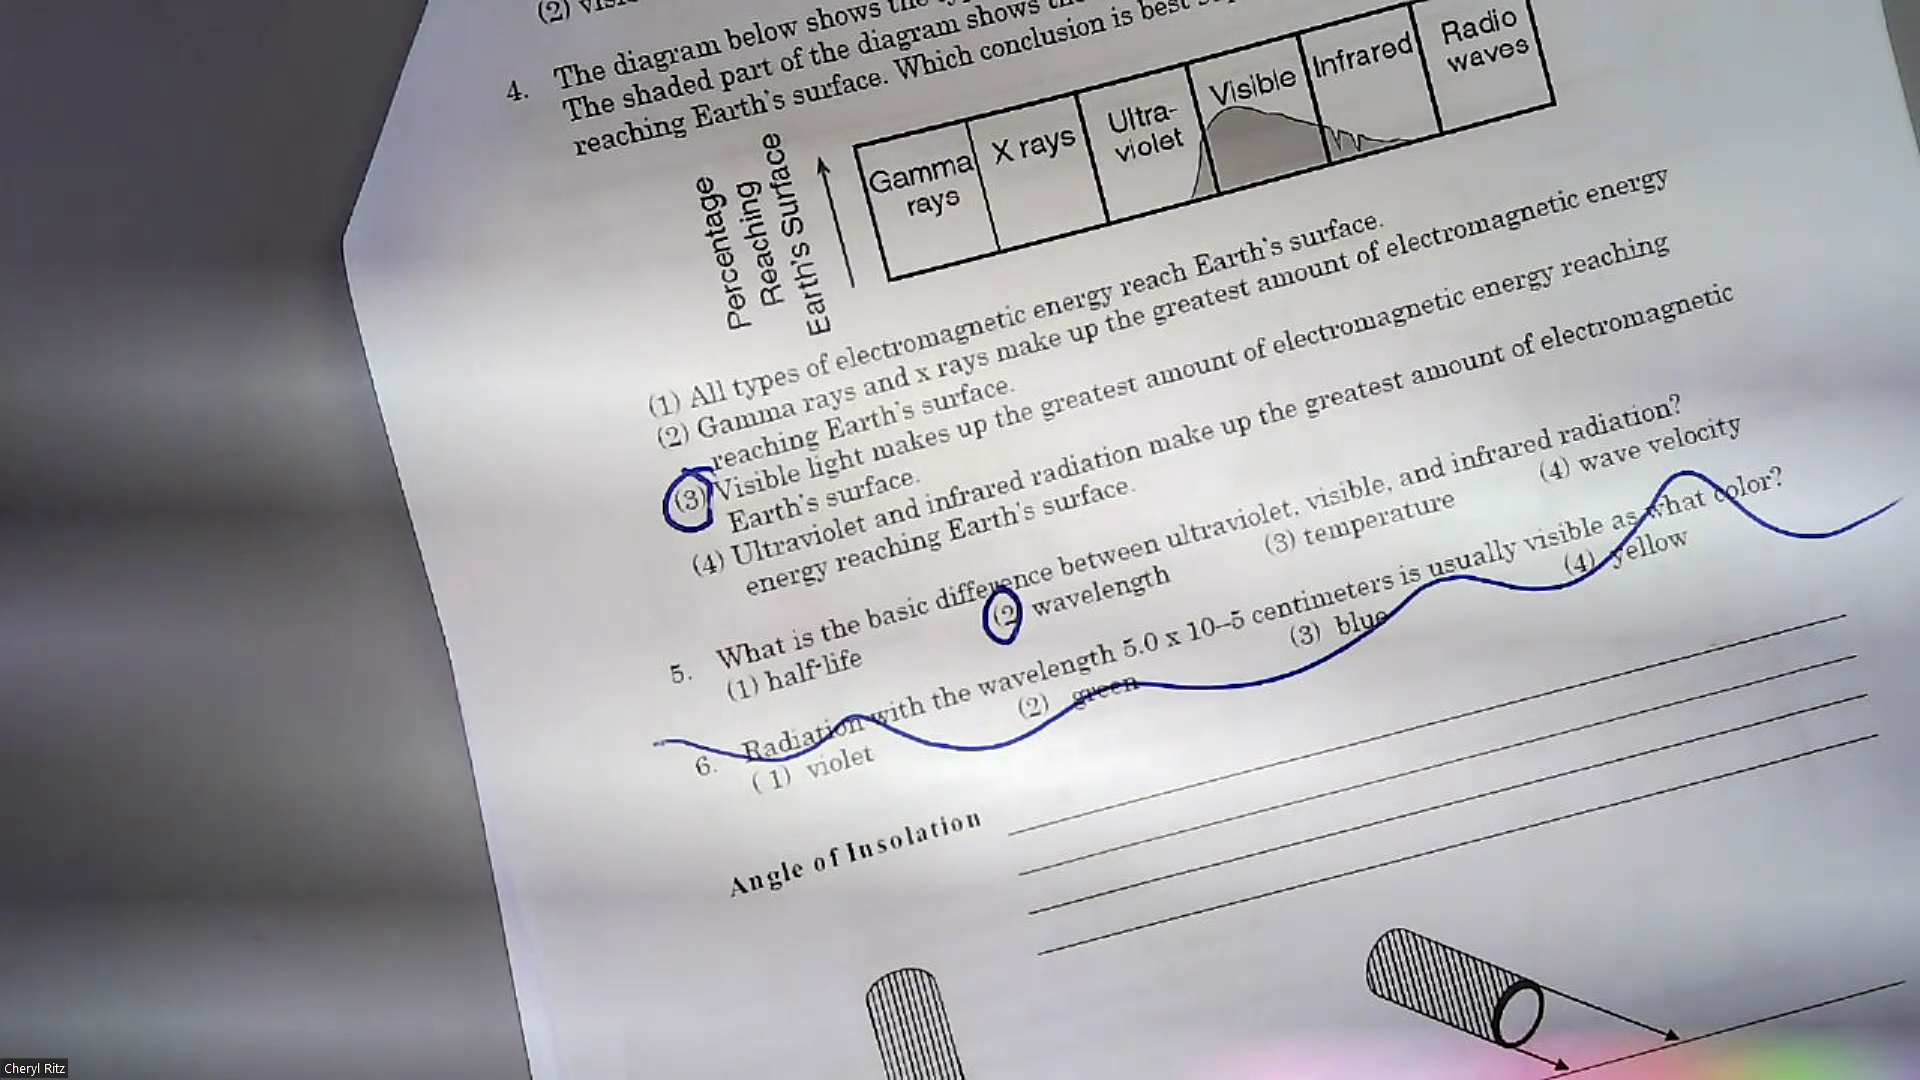 (2)
4. The diagram below shows the
The shaded part of the diagram shows
reaching Earth's surface. Which conclusion is best
Percentage
Reaching
Earth's Surface
Gamma
rays
X rays
Ultra-
violet
Visible
Infrared
Radio
waves
(1) All types of electromagnetic energy reach Earth's surface.
(2) Gamma rays and x rays make up the greatest amount of electromagnetic energy
reaching Earth's surface.
(3) Visible light makes up the greatest amount of electromagnetic energy reaching
Earth's surface.
(4) Ultraviolet and infrared radiation make up the greatest amount of electromagnetic
energy reaching Earth's surface.
5. What is the basic difference between ultraviolet, visible, and infrared radiation?
(1) half-life (2 wavelength (3) temperature (4) wave velocity
6. Radiation with the wavelength 5.0 x 10–5 centimeters is usually visible as what color?
( 1) violet (2) green (3) blue (4) yellow
Angle of Insolation
Cheryl Ritz